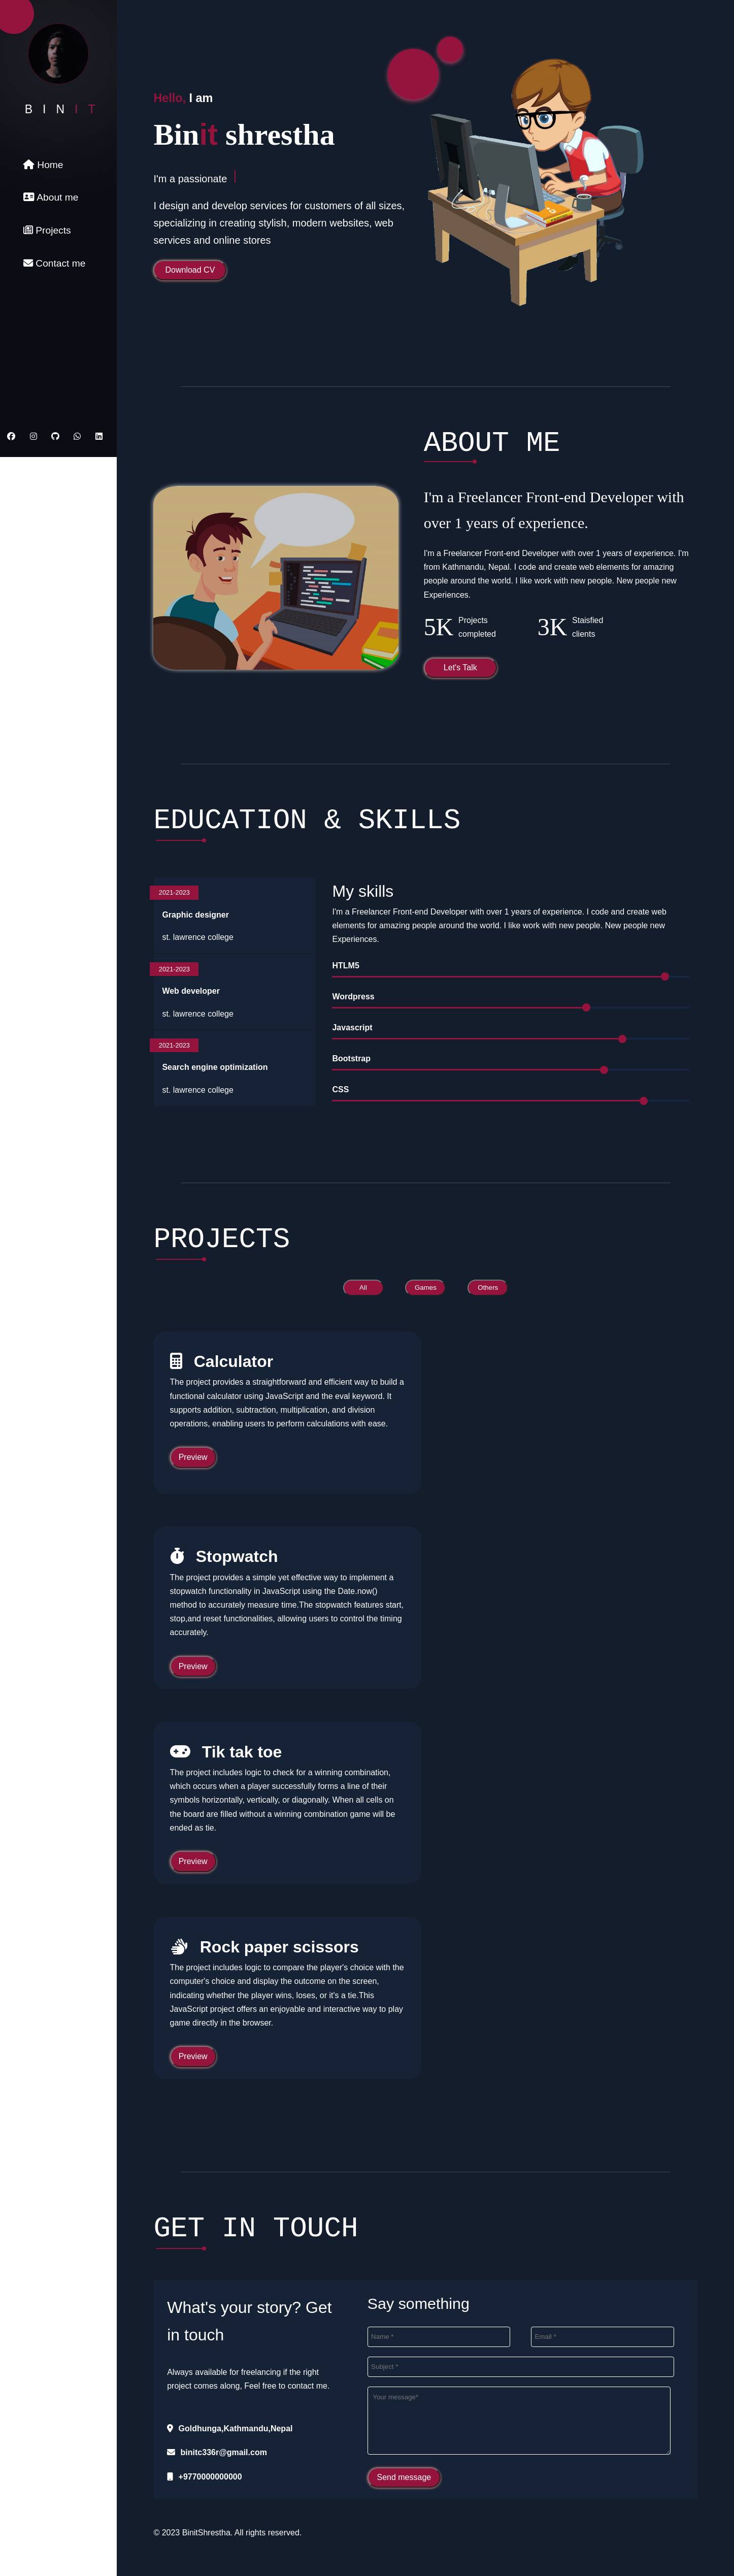 BINIT
Home
About me
Projects
Contact me
Hello, I am
Binit shrestha
I'm a passionate
I design and develop services for customers of all sizes,
specializing in creating stylish, modern websites, web
services and online stores
Download CV
ABOUT ME
I'm a Freelancer Front-end Developer with
over 1 years of experience.
I'm a Freelancer Front-end Developer with over 1 years of experience. I'm
from Kathmandu, Nepal. I code and create web elements for amazing
people around the world. I like work with new people. New people new
Experiences.
5K Projects
completed
3K Staisfied
clients
Let's Talk
EDUCATION & SKILLS
2021-2023
Graphic designer
st. lawrence college
2021-2023
Web developer
st. lawrence college
2021-2023
Search engine optimization
st. lawrence college
My skills
I'm a Freelancer Front-end Developer with over 1 years of experience. I code and create web
elements for amazing people around the world. I like work with new people. New people new
Experiences.
HTLM5
Wordpress
Javascript
Bootstrap
CSS
PROJECTS
All
Games
Others
Calculator
The project provides a straightforward and efficient way to build a
functional calculator using JavaScript and the eval keyword. It
supports addition, subtraction, multiplication, and division
operations, enabling users to perform calculations with ease.
Preview
Stopwatch
The project provides a simple yet effective way to implement a
stopwatch functionality in JavaScript using the Date.now()
method to accurately measure time.The stopwatch features start,
stop,and reset functionalities, allowing users to control the timing
accurately.
Preview
Tik tak toe
The project includes logic to check for a winning combination,
which occurs when a player successfully forms a line of their
symbols horizontally, vertically, or diagonally. When all cells on
the board are filled without a winning combination game will be
ended as tie.
Preview
Rock paper scissors
The project includes logic to compare the player's choice with the
computer's choice and display the outcome on the screen,
indicating whether the player wins, loses, or it's a tie.This
JavaScript project offers an enjoyable and interactive way to play
game directly in the browser.
Preview
GET IN TOUCH
What's your story? Get
in touch
Always available for freelancing if the right
project comes along, Feel free to contact me.
Goldhunga,Kathmandu,Nepal
binitc336r@gmail.com
+9770000000000
Say something
Name *
Email *
Subject *
Your message*
Send message
© 2023 BinitShrestha. All rights reserved.